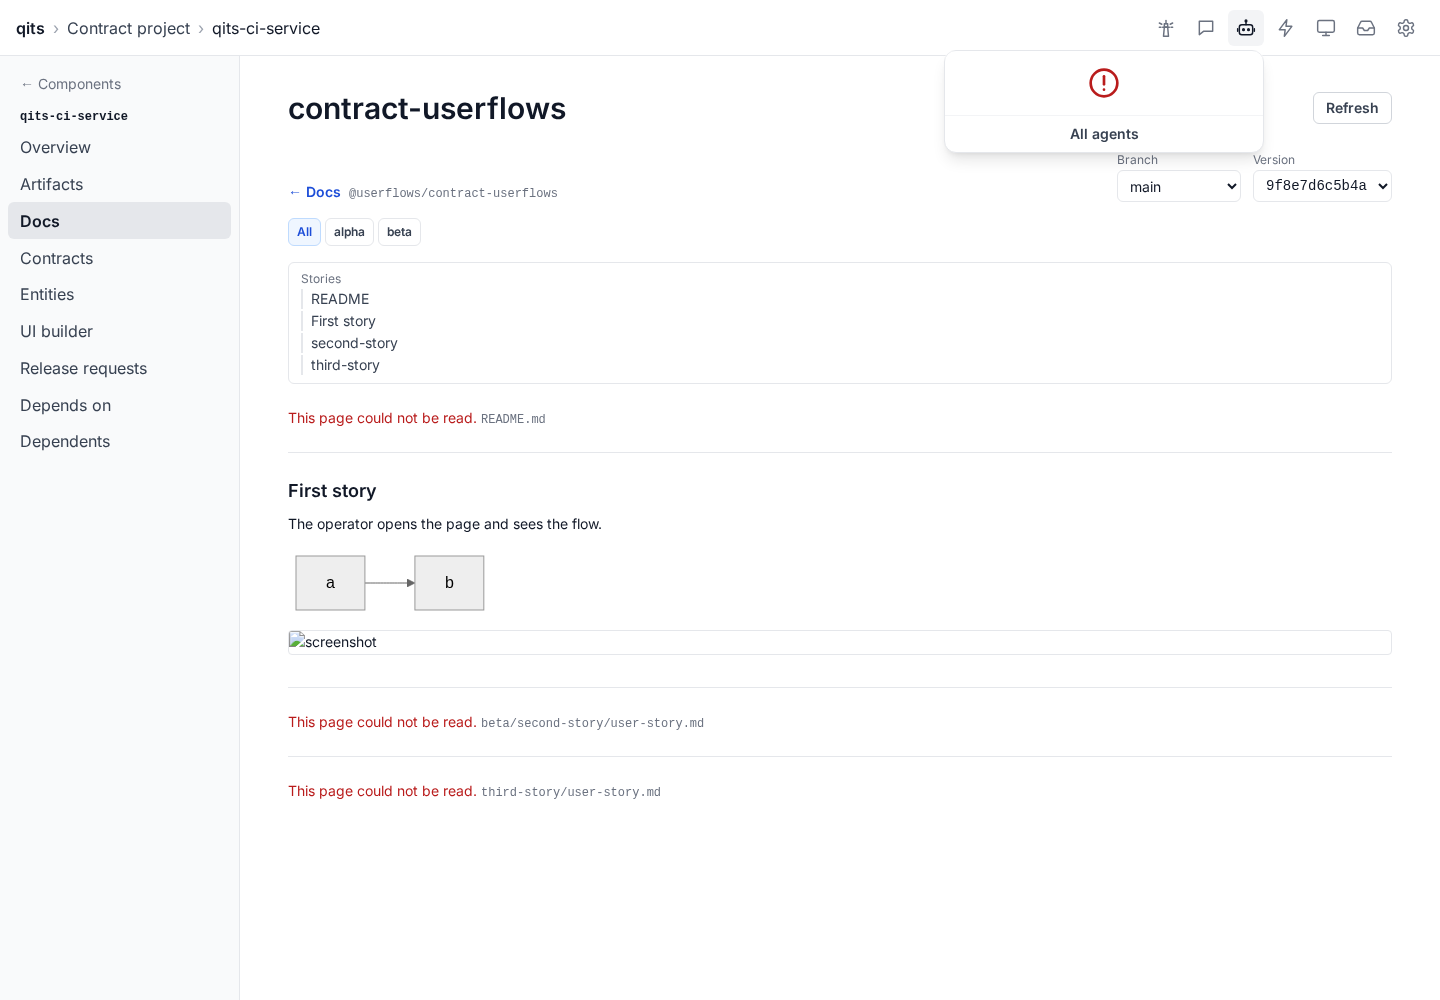 qits › Contract project › qits-ci-service
All agents
← Components
qits-ci-service
Overview
Artifacts
Docs
Contracts
Entities
UI builder
Release requests
Depends on
Dependents
contract-userflows
Refresh
← Docs @userflows/contract-userflows
Branch
main
Version
9f8e7d6c5b4a
All
alpha
beta
Stories
README
First story
second-story
third-story
This page could not be read. README.md
First story
The operator opens the page and sees the flow.
a
b
screenshot
This page could not be read. beta/second-story/user-story.md
This page could not be read. third-story/user-story.md